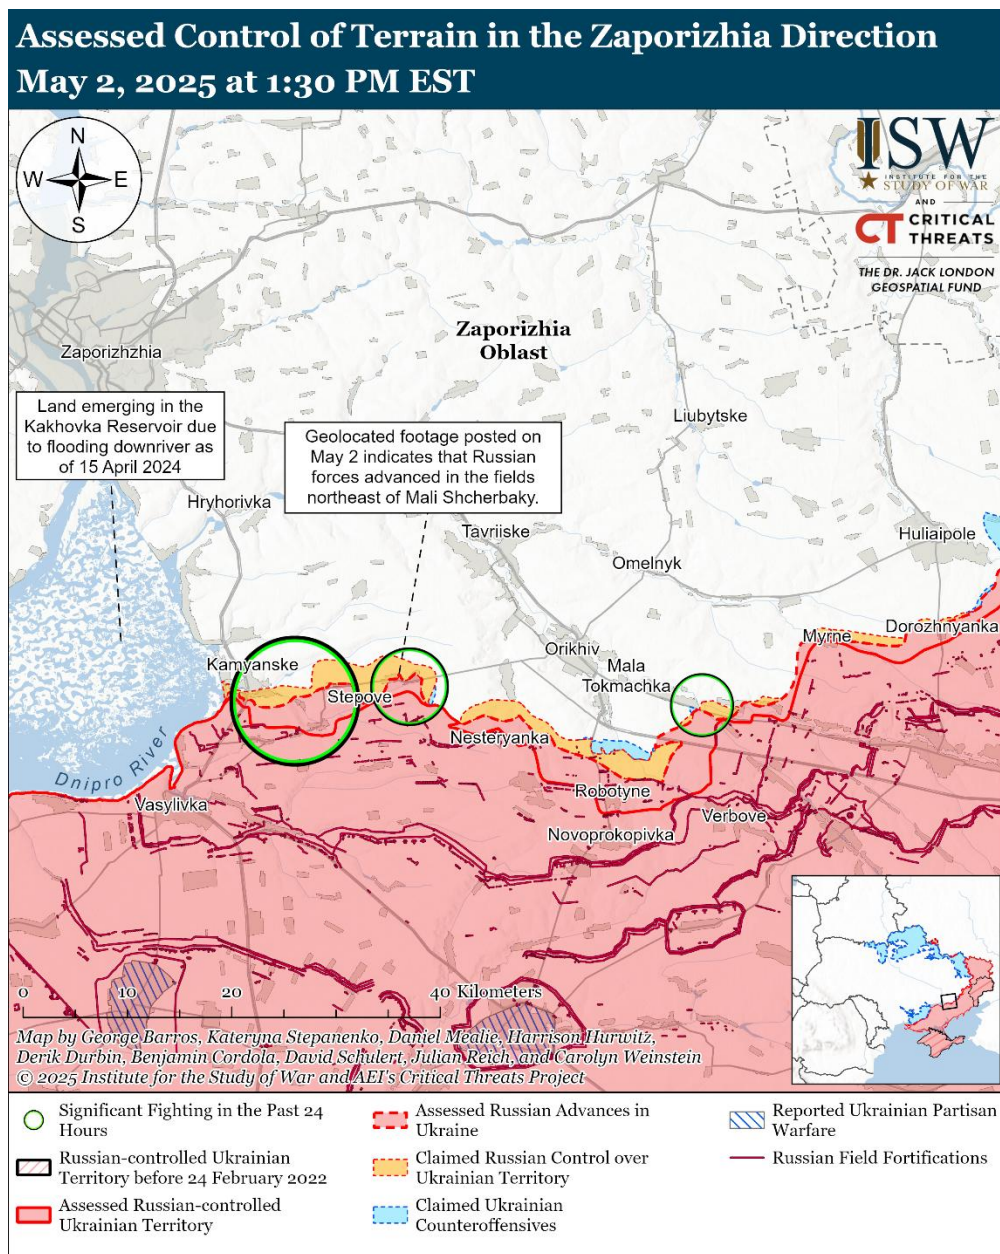 Assessed Control of Terrain in the Zaporizhia Direction
May 2, 2025 at 1:30 PM EST
N
W
E
S
ISW
INSTITUTE FOR THE
STUDY OF WAR
AND
CT CRITICAL
THREATS
THE DR. JACK LONDON
GEOSPATIAL FUND
Zaporizhia
Oblast
Zaporizhzhia
Land emerging in the
Kakhovka Reservoir due
to flooding downriver as
of 15 April 2024
Geolocated footage posted on
May 2 indicates that Russian
forces advanced in the fields
northeast of Mali Shcherbaky.
Liubytske
Hryhorivka
Tavriiske
Huliaipole
Omelnyk
Dorozhnyanka
Myrne
Orikhiv
Kamyanske
Mala
Tokmachka
Stepove
Nesteryanka
Dnipro River
Robotyne
Vasylivka
Verbove
Novoprokopivka
0 10 20 40 Kilometers
Map by George Barros, Kateryna Stepanenko, Daniel Mealie, Harrison Hurwitz,
Derik Durbin, Benjamin Cordola, David Schulert, Julian Reich, and Carolyn Weinstein
© 2025 Institute for the Study of War and AEI's Critical Threats Project
Significant Fighting in the Past 24
Hours
Russian-controlled Ukrainian
Territory before 24 February 2022
Assessed Russian-controlled
Ukrainian Territory
Assessed Russian Advances in
Ukraine
Claimed Russian Control over
Ukrainian Territory
Claimed Ukrainian
Counteroffensives
Reported Ukrainian Partisan
Warfare
Russian Field Fortifications